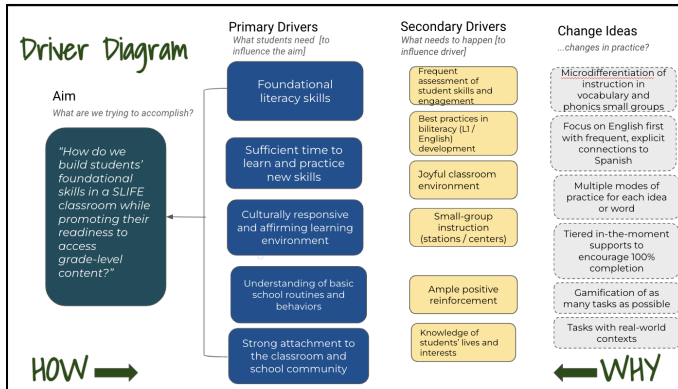 Driver Diagram
Aim
What are we trying to accomplish?
"How do we
build students'
foundational
skills in a SLIFE
classroom while
promoting their
readiness to
access
grade-level
content?"
Primary Drivers
What students need [to
influence the aim]
Foundational
literacy skills
Sufficient time to
learn and practice
new skills
Culturally responsive
and affirming learning
environment
Understanding of basic
school routines and
behaviors
Strong attachment to
the classroom and
school community
Secondary Drivers
What needs to happen [to
influence driver]
Frequent
assessment of
student skills and
engagement
Best practices in
biliteracy (L1 /
English)
development
Joyful classroom
environment
Small-group
instruction
(stations / centers)
Ample positive
reinforcement
Knowledge of
students' lives and
interests
Change Ideas
...changes in practice?
Microdifferentiation of
instruction in
vocabulary and
phonics small groups
Focus on English first
with frequent, explicit
connections to
Spanish
Multiple modes of
practice for each idea
or word
Tiered in-the-moment
supports to
encourage 100%
completion
Gamification of as
many tasks as possible
Tasks with real-world
contexts
HOW
WHY